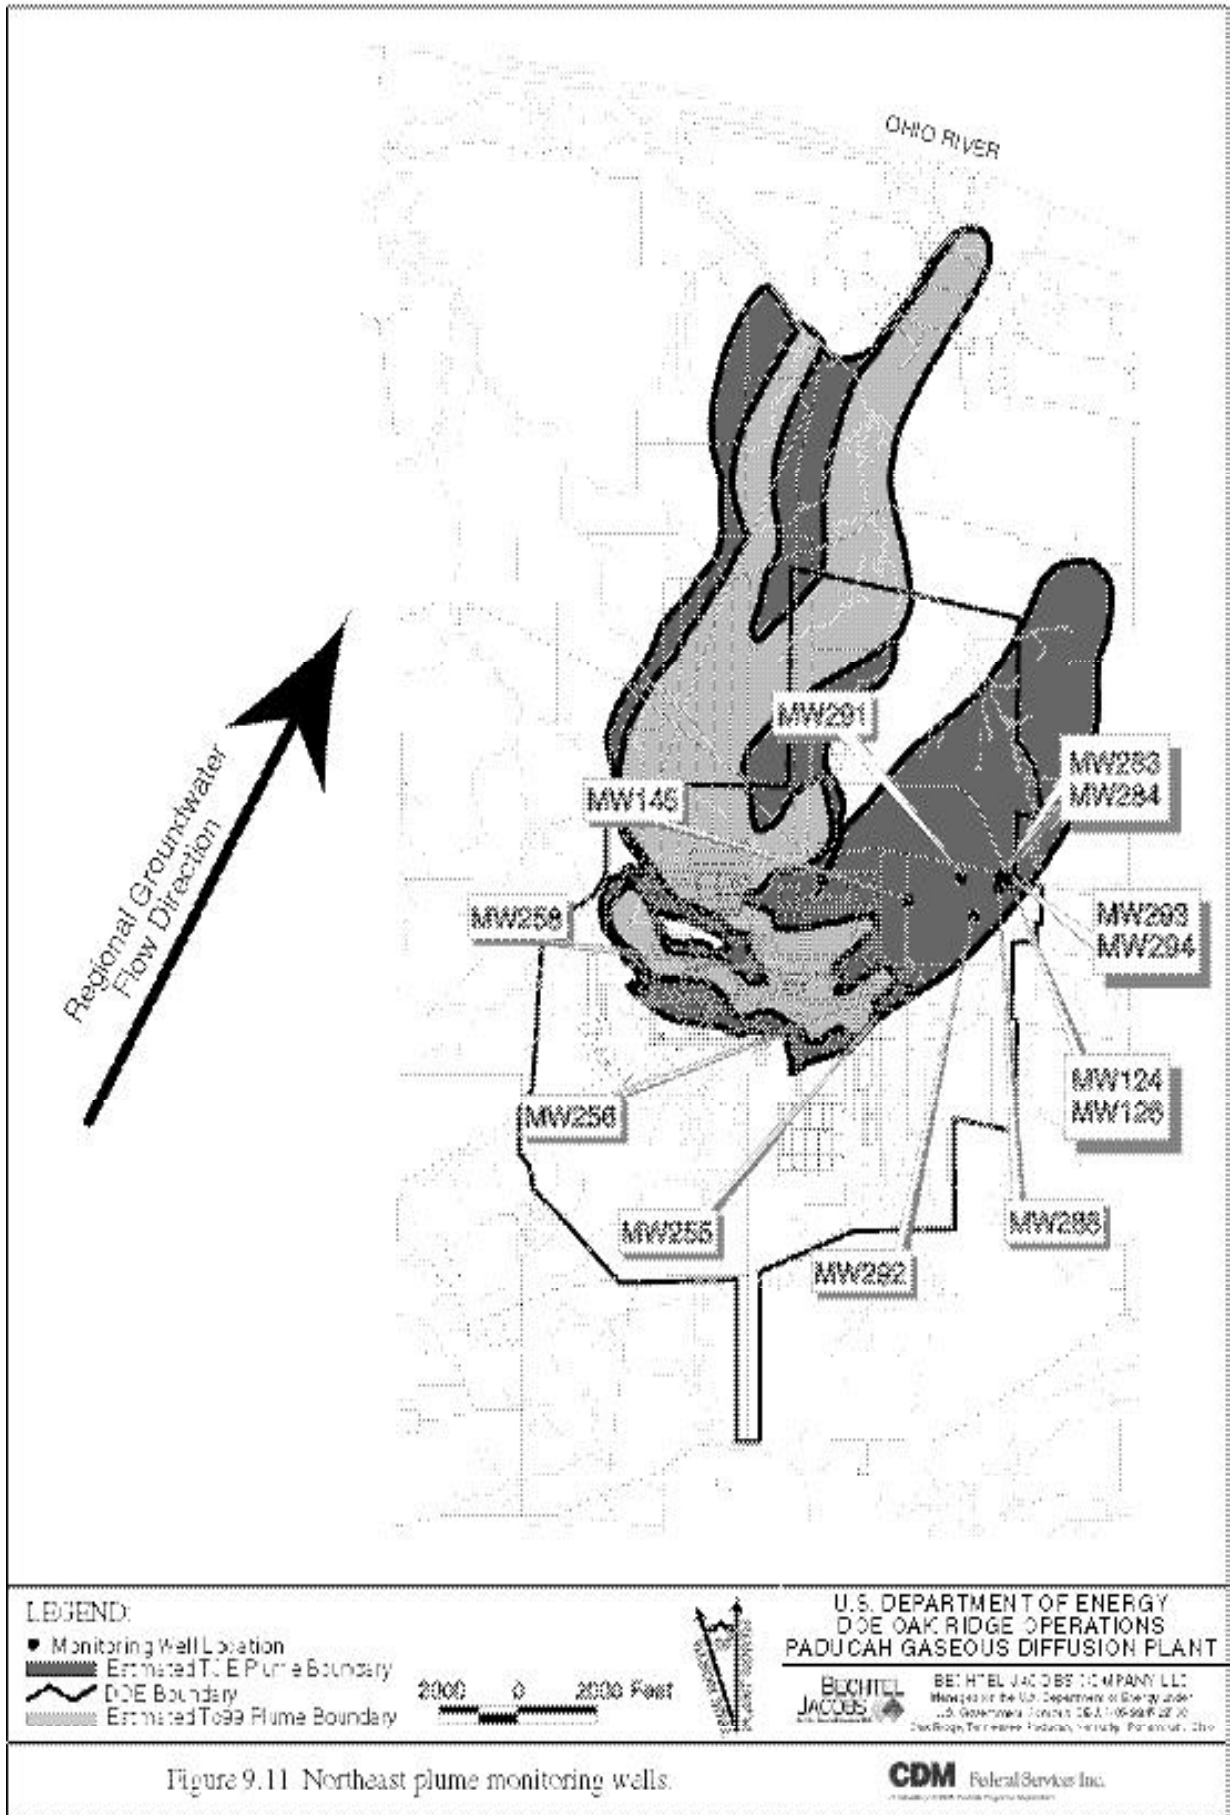 OHIO RIVER
Regional Groundwater
Flow Direction
MW291
MW283
MW284
MW145
MW258
MW293
MW294
MW256
MW124
MW126
MW255
MW288
MW292
LEGEND:
Monitoring Well Location
Estimated TCE Plume Boundary
DOE Boundary
Estimated Tc99 Plume Boundary
2000 0 2000 Feet
U.S. DEPARTMENT OF ENERGY
DOE OAK RIDGE OPERATIONS
PADUCAH GASEOUS DIFFUSION PLANT
BECHTEL
JACOBS
BECHTEL JACOBS COMPANY LLC
Managed for the U.S. Department of Energy under
Figure 9.11 Northeast plume monitoring wells.
CDM Federal Services Inc.